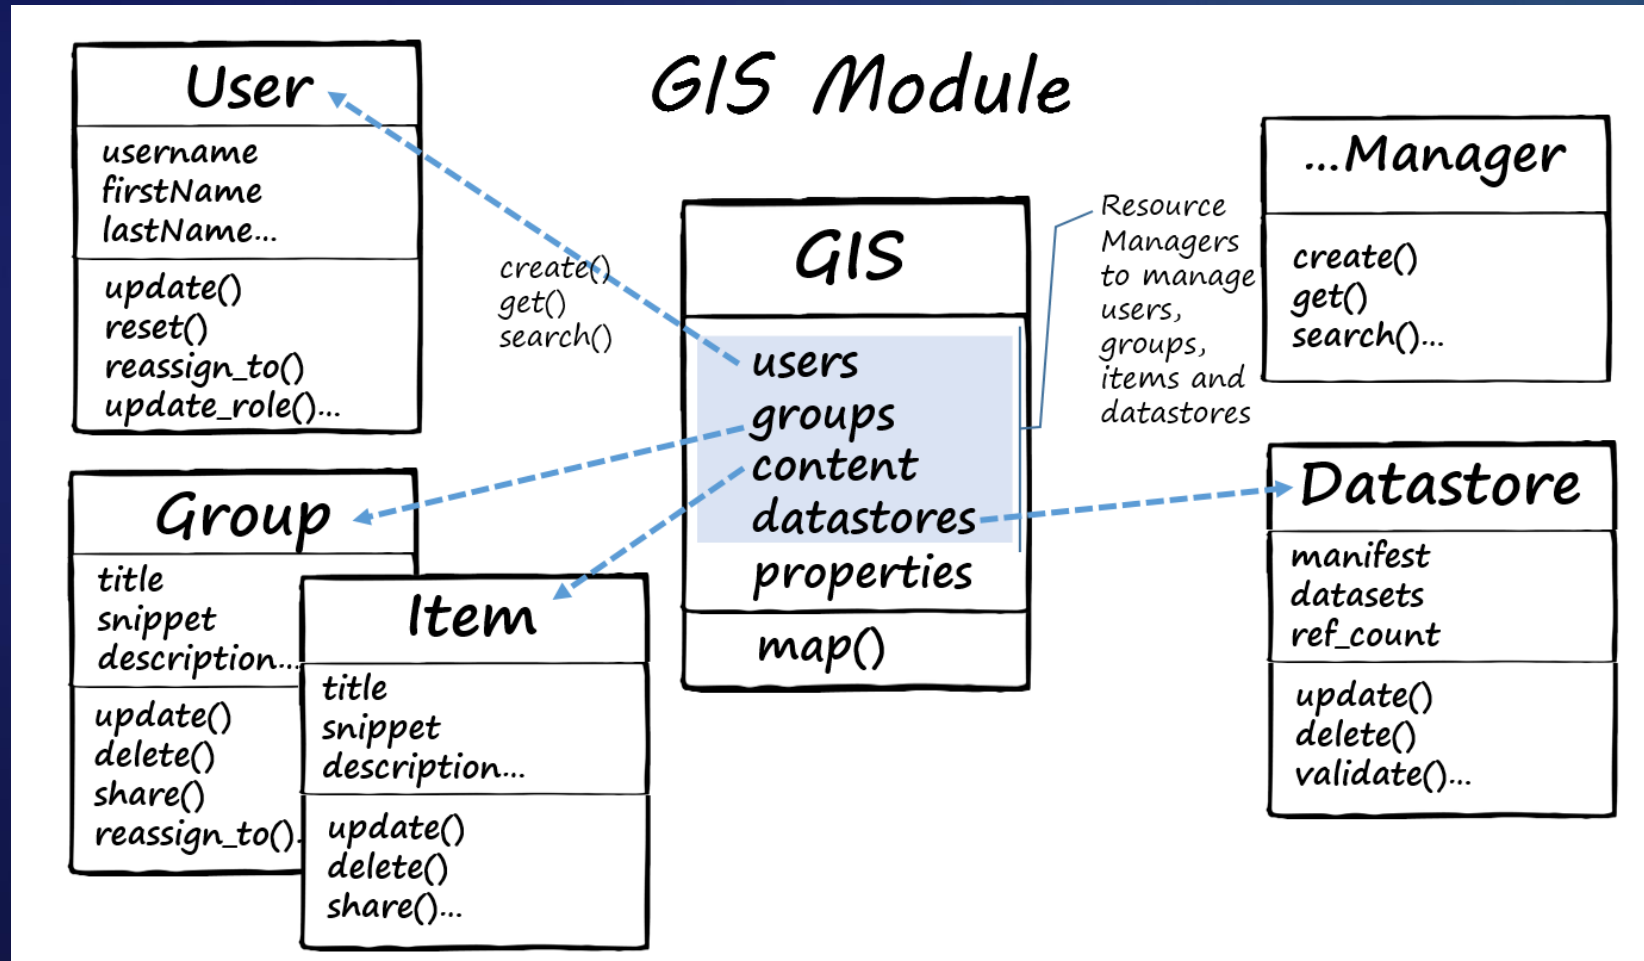 GIS Module
User
username
firstName
lastName...
update()
reset()
reassign_to()
update_role()...
create()
get()
search()
Group
title
snippet
description...
update()
delete()
share()
reassign_to().
Item
title
snippet
description...
update()
delete()
share()...
GIS
users
groups
content
datastores
properties
map()
Resource
Managers
to manage
users,
groups,
items and
datastores
...Manager
create()
get()
search()...
Datastore
manifest
datasets
ref_count
update()
delete()
validate()...